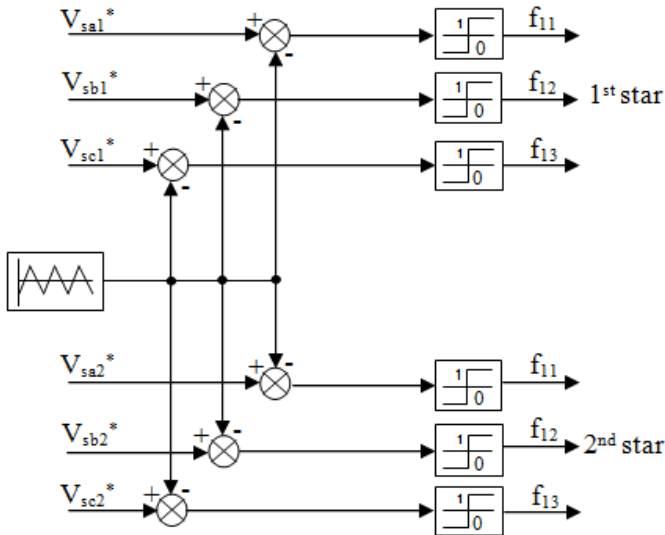 Vsa1*
+
-
1
0
f11
Vsb1*
+
-
1
0
f12
1st star
Vsc1*
+
-
1
0
f13
Vsa2*
+
-
1
0
f11
Vsb2*
+
-
1
0
f12
2nd star
Vsc2*
+
-
1
0
f13